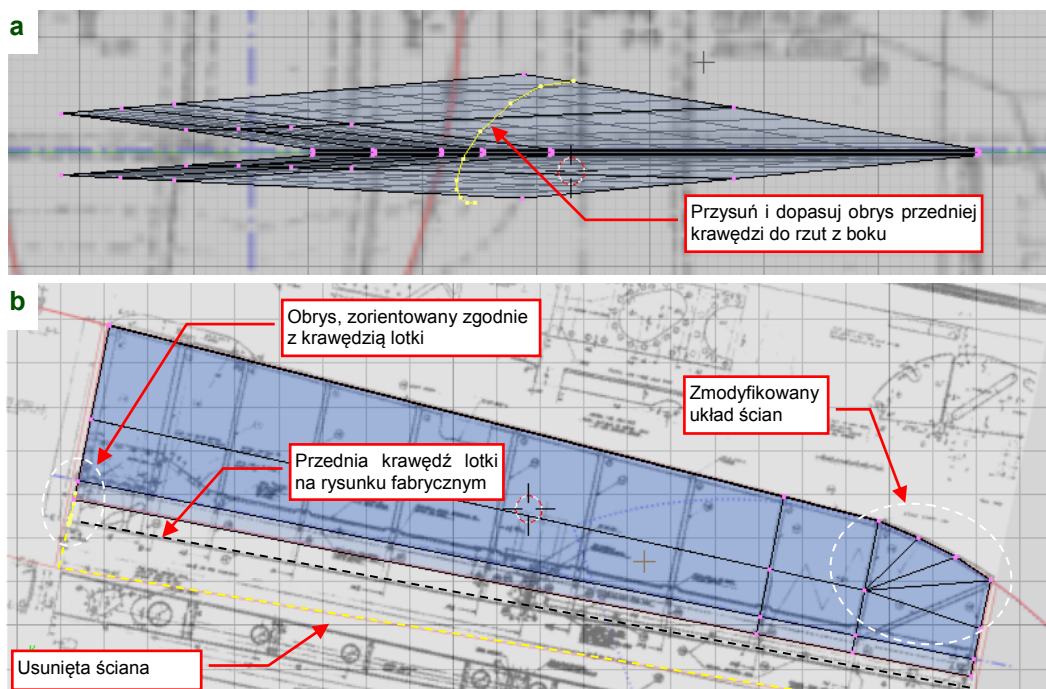 a
Przysuń i dopasuj obrys przedniej
krawędzi do rzut z boku
b
Obrys, zorientowany zgodnie
z krawędzią lotki
Zmodyfikowany
układ ścian
Przednia krawędź lotki
na rysunku fabrycznym
Usunięta ściana